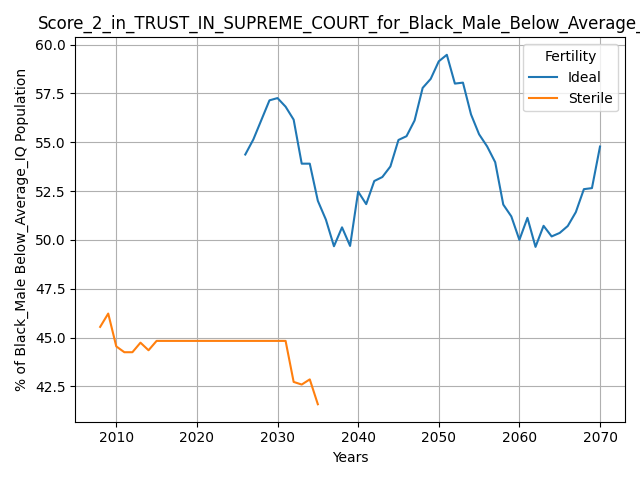 Score_2_in_TRUST_IN_SUPREME_COURT_for_Black_Male_Below_Average_
% of Black_Male Below_Average_IQ Population
60.0
57.5
55.0
52.5
50.0
47.5
45.0
42.5
Fertility
Ideal
Sterile
2010 2020 2030 2040 2050 2060 2070
Years